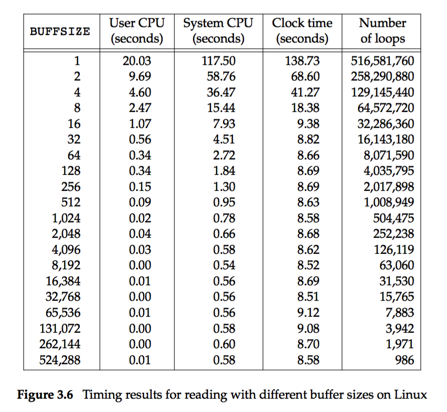 BUFFSIZE User CPU (seconds) System CPU (seconds) Clock time (seconds) Number of loops
1 20.03 117.50 138.73 516,581,760
2 9.69 58.76 68.60 258,290,880
4 4.60 36.47 41.27 129,145,440
8 2.47 15.44 18.38 64,572,720
16 1.07 7.93 9.38 32,286,360
32 0.56 4.51 8.82 16,143,180
64 0.34 2.72 8.66 8,071,590
128 0.34 1.84 8.69 4,035,795
256 0.15 1.30 8.69 2,017,898
512 0.09 0.95 8.63 1,008,949
1,024 0.02 0.78 8.58 504,475
2,048 0.04 0.66 8.68 252,238
4,096 0.03 0.58 8.62 126,119
8,192 0.00 0.54 8.52 63,060
16,384 0.01 0.56 8.69 31,530
32,768 0.00 0.56 8.51 15,765
65,536 0.01 0.56 9.12 7,883
131,072 0.00 0.58 9.08 3,942
262,144 0.00 0.60 8.70 1,971
524,288 0.01 0.58 8.58 986
Figure 3.6 Timing results for reading with different buffer sizes on Linux